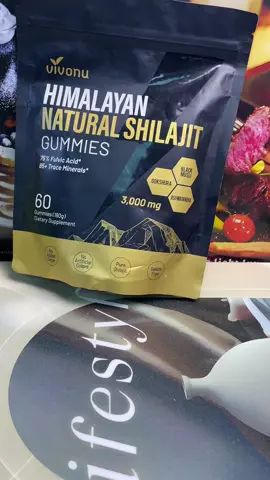 vivonu
HIMALAYAN
NATURAL SHILAJIT
GUMMIES
75% Fulvic Acid*
85+ Trace Minerals*
BLACK
MUSLI
GOKSHURA
ASHWAGANDHA
3,000 mg
60
Gummies(180g)
Dietary Supplement
ifesty